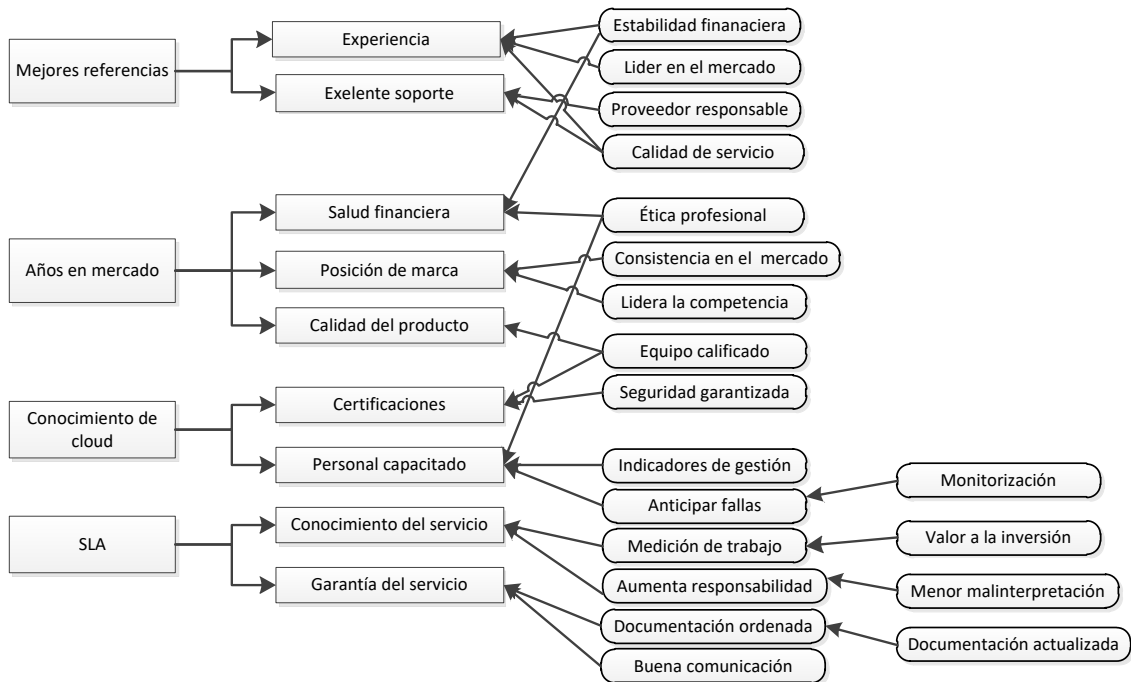 Mejores referencias
Experiencia
Exelente soporte
Estabilidad finanaciera
Lider en el mercado
Proveedor responsable
Calidad de servicio
Años en mercado
Salud financiera
Posición de marca
Calidad del producto
Ética profesional
Consistencia en el mercado
Lidera la competencia
Equipo calificado
Seguridad garantizada
Conocimiento de
cloud
Certificaciones
Personal capacitado
Indicadores de gestión
Anticipar fallas
Monitorización
SLA
Conocimiento del servicio
Garantía del servicio
Medición de trabajo
Aumenta responsabilidad
Documentación ordenada
Buena comunicación
Valor a la inversión
Menor malinterpretación
Documentación actualizada